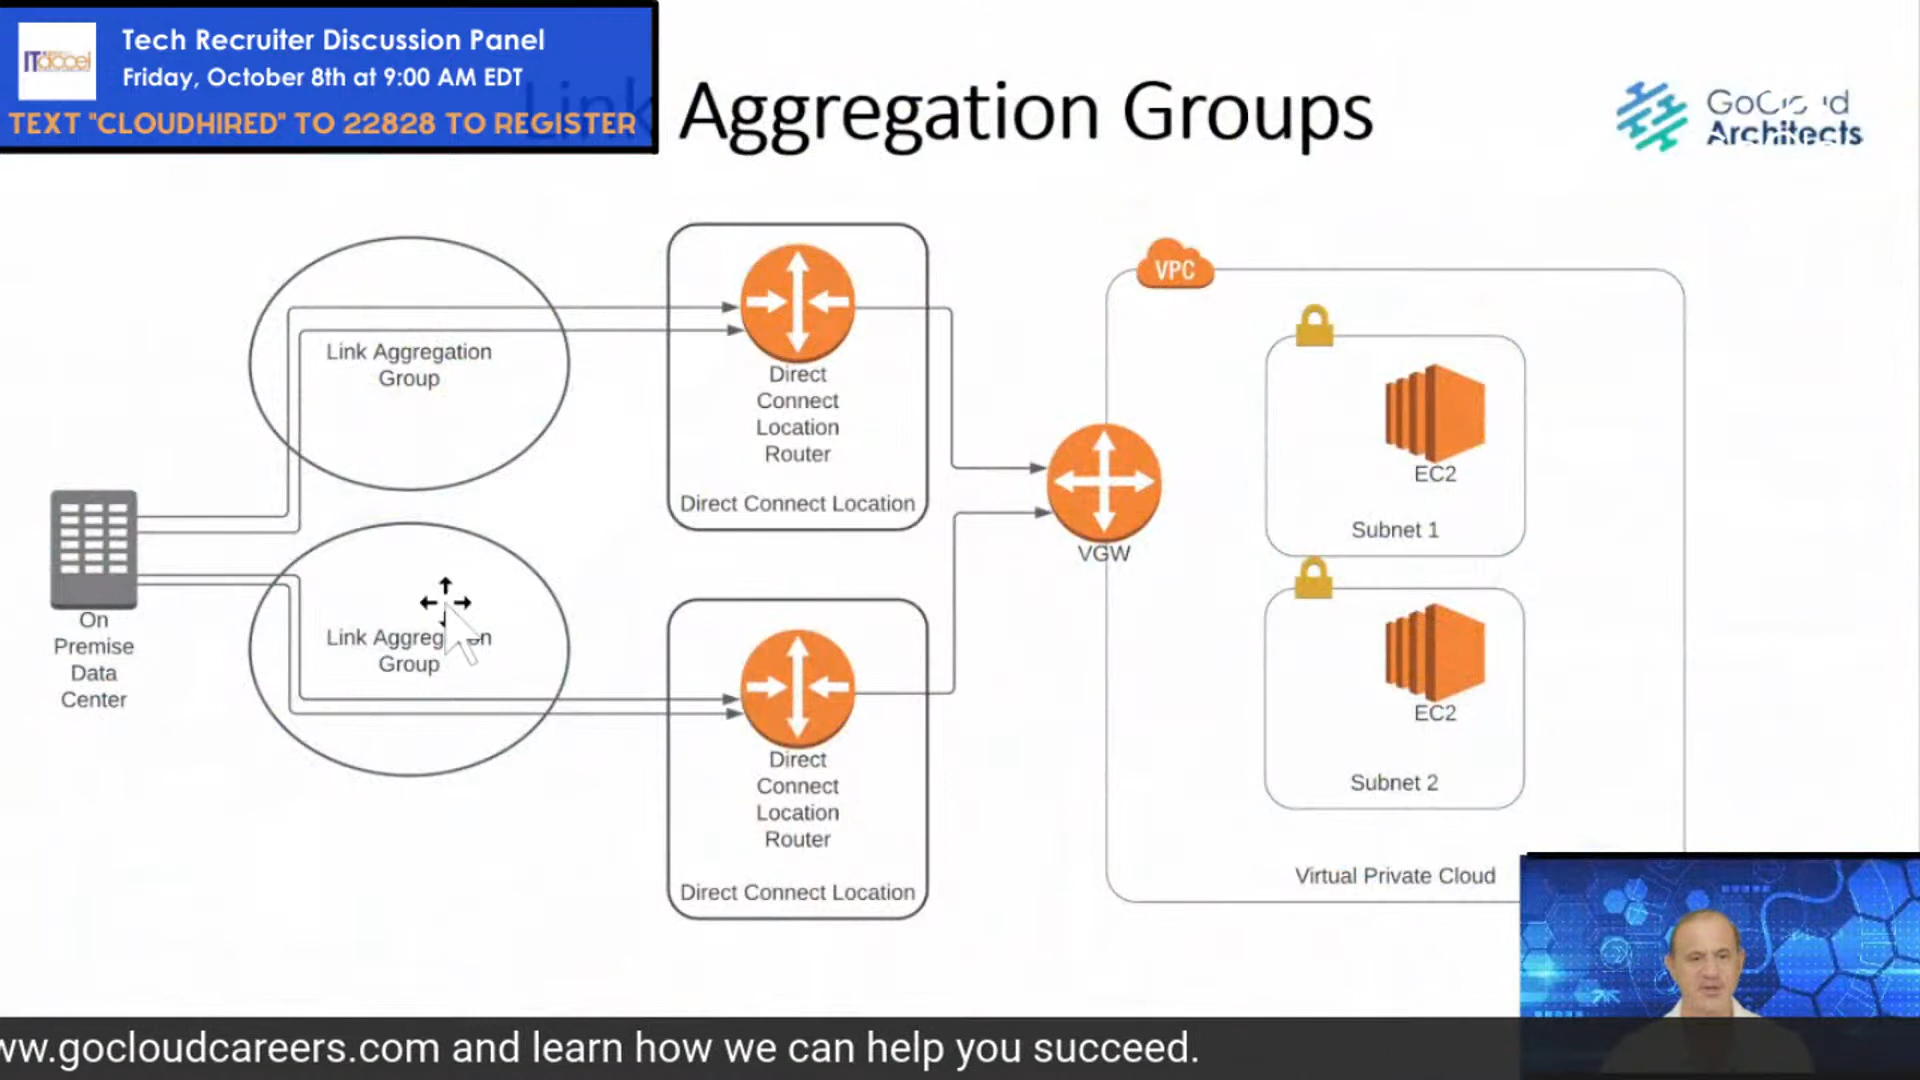 Tech Recruiter Discussion Panel
Friday, October 8th at 9:00 AM EDT
TEXT "CLOUDHIRED" TO 22828 TO REGISTER
ITaccel
Link Aggregation Groups
GoCloud
Architects
Link Aggregation
Group
Link Aggregation
Group
On
Premise
Data
Center
Direct
Connect
Location
Router
Direct Connect Location
Direct
Connect
Location
Router
Direct Connect Location
VGW
VPC
EC2
Subnet 1
EC2
Subnet 2
Virtual Private Cloud
ww.gocloudcareers.com and learn how we can help you succeed.